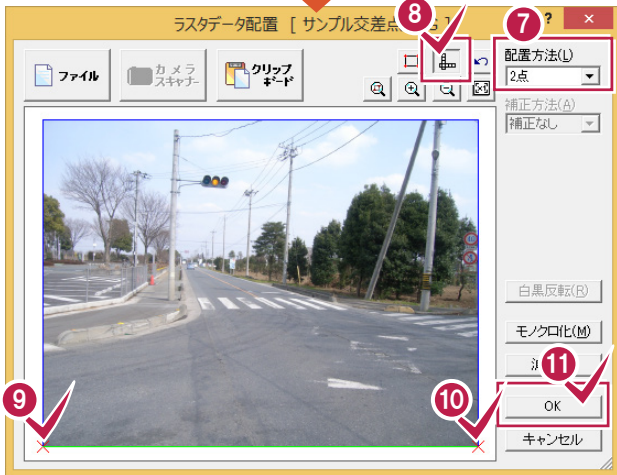 ラスタデータ配置 [ サンプル交差点
8
?
×
7
ファイル
カメラ
スキャナー
クリップ
ボード
配置方法(L)
2点
補正方法(A)
補正なし
白黒反転(R)
モノクロ化(M)
11
9
10
OK
キャンセル